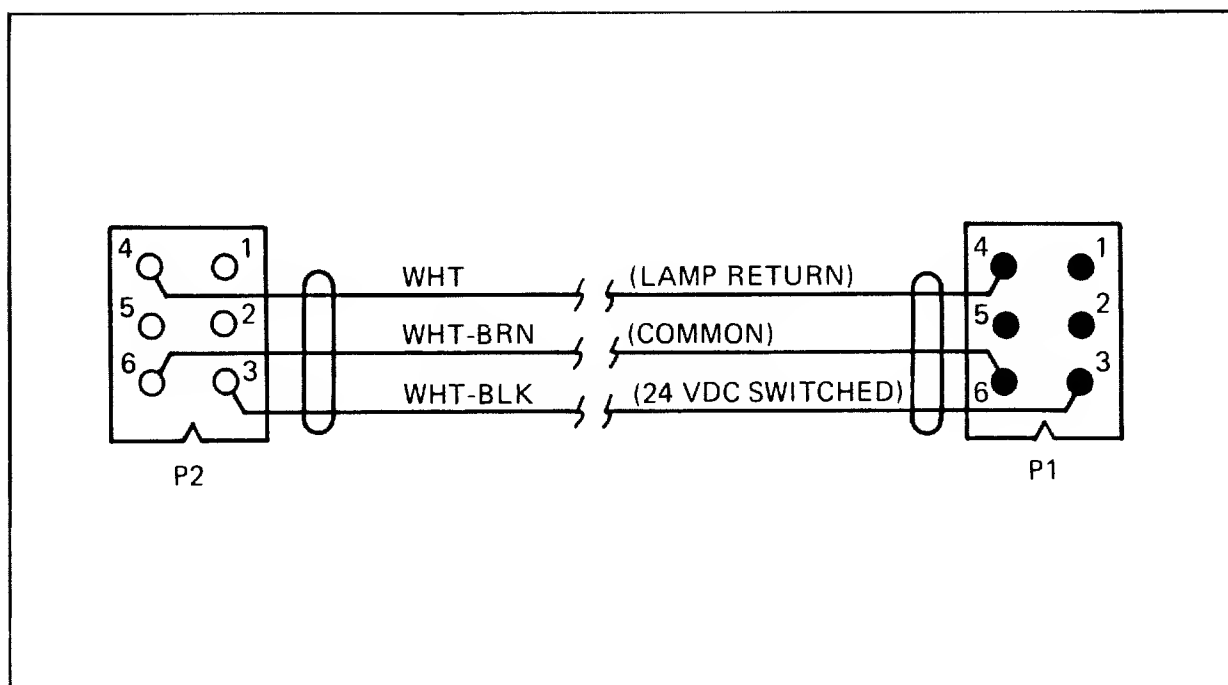 4 1
WHT (LAMP RETURN)
4 1
5 2
WHT-BRN (COMMON)
5 2
6 3
WHT-BLK (24 VDC SWITCHED)
6 3
P2
P1